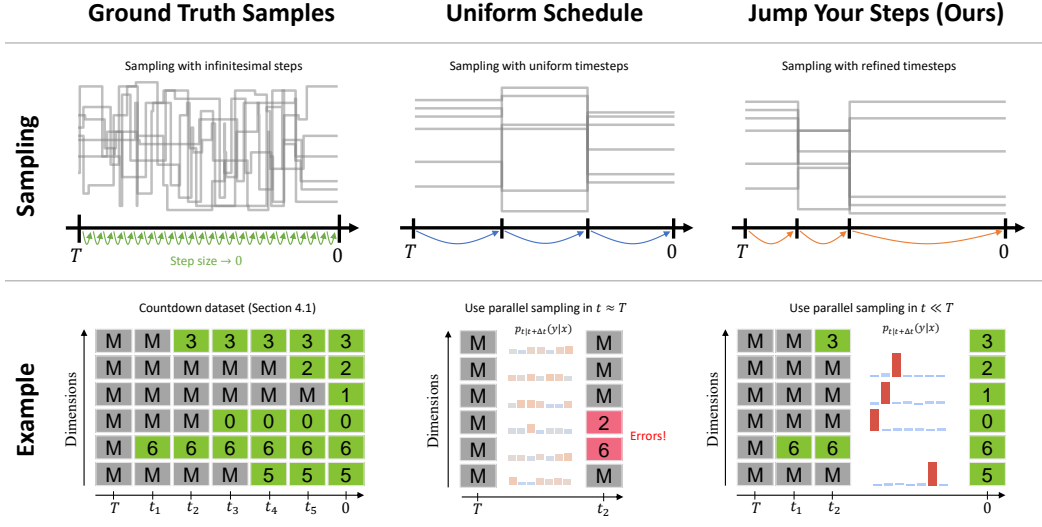 Ground Truth Samples
Uniform Schedule
Jump Your Steps (Ours)
Sampling
Sampling with infinitesimal steps
Sampling with uniform timesteps
Sampling with refined timesteps
T 0
Step size → 0
T 0
T 0
Example
Countdown dataset (Section 4.1)
Dimensions
M M 3 3 3 3 3
M M M M M 2 2
M M M M M M 1
M M M 0 0 0 0
M 6 6 6 6 6 6
M M M M 5 5 5
T t₁ t₂ t₃ t₄ t₅ 0
Use parallel sampling in t ≈ T
p_{t|t+Δt}(y|x)
Dimensions
M M
M M
M M
M 2
M 6
M M
Errors!
T t₂
Use parallel sampling in t ≪ T
p_{t|t+Δt}(y|x)
Dimensions
M M 3 3
M M M 2
M M M 1
M M M 0
M 6 6 6
M M M 5
T t₁ t₂ 0